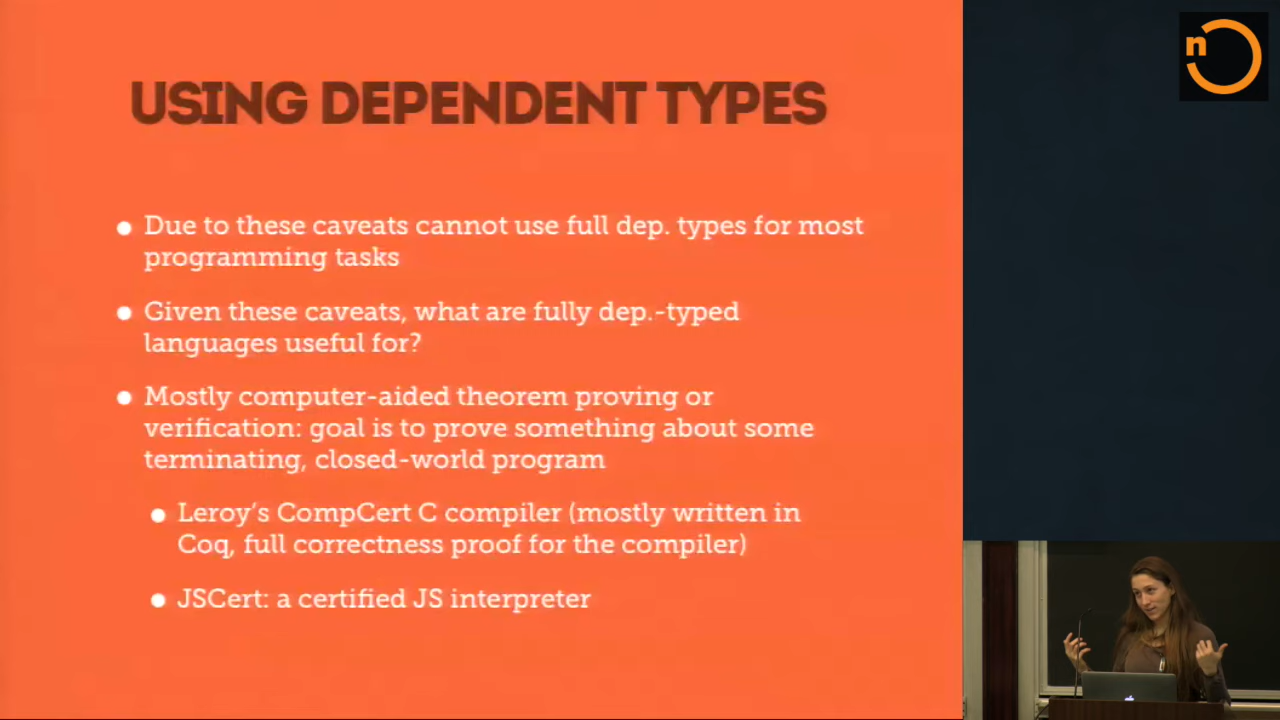 n
USING DEPENDENT TYPES
Due to these caveats cannot use full dep. types for most
programming tasks
Given these caveats, what are fully dep.-typed
languages useful for?
Mostly computer-aided theorem proving or
verification: goal is to prove something about some
terminating, closed-world program
Leroy’s CompCert C compiler (mostly written in
Coq, full correctness proof for the compiler)
JSCert: a certified JS interpreter